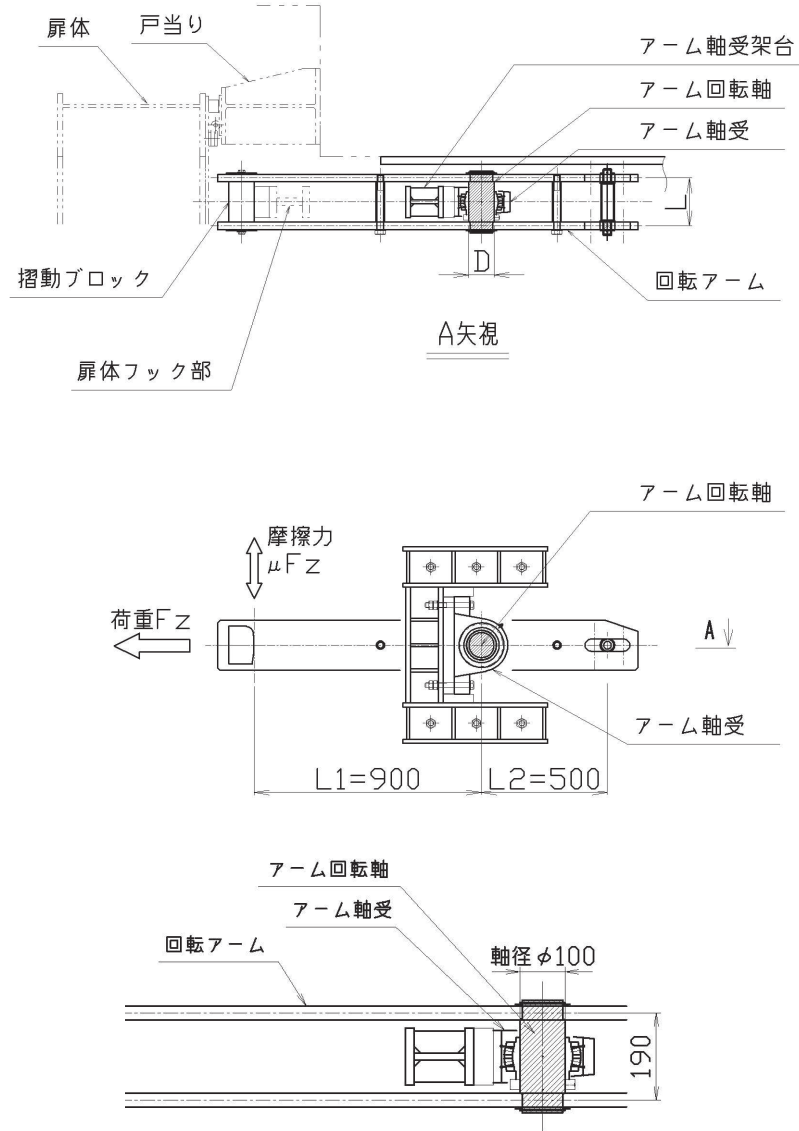 扉体
戸当り
アーム軸受架台
アーム回転軸
アーム軸受
L
D
摺動ブロック
回転アーム
A矢視
扉体フック部
アーム回転軸
摩擦力
μFz
荷重Fz
A
アーム軸受
L1=900
L2=500
アーム回転軸
アーム軸受
回転アーム
軸径φ100
190